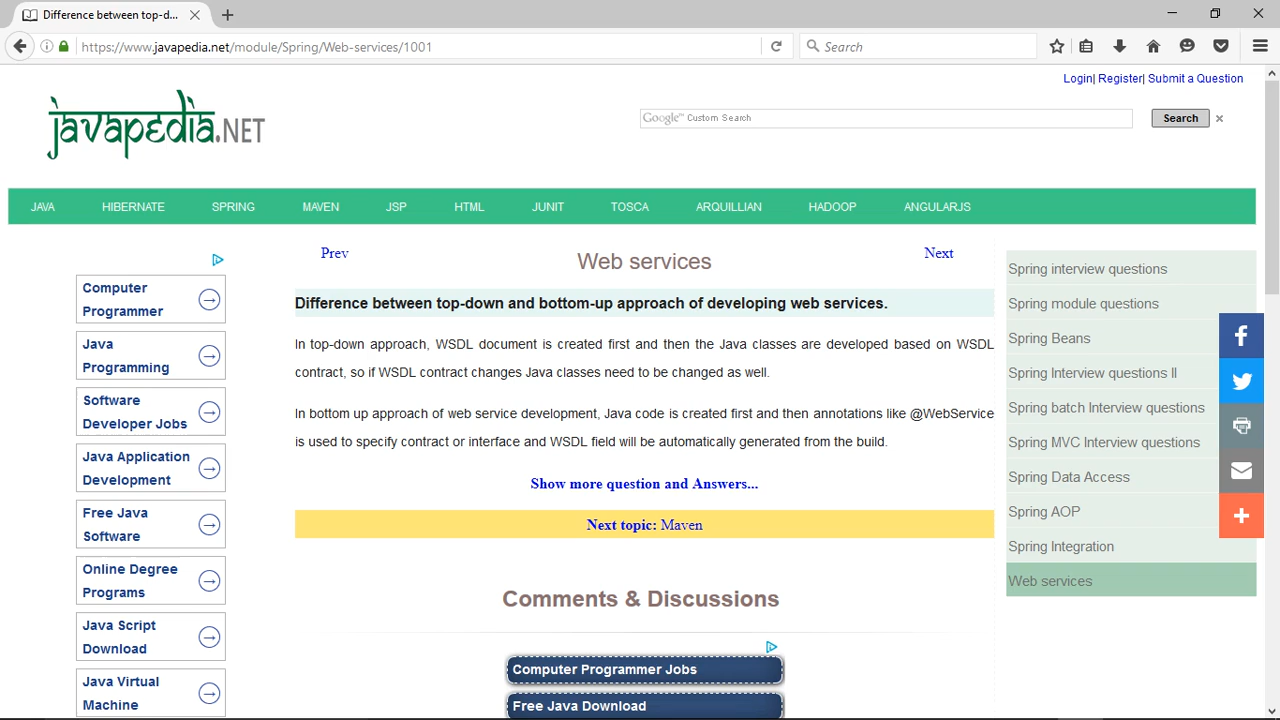 Difference between top-d...
https://www.javapedia.net/module/Spring/Web-services/1001
Search
Login| Register| Submit a Question
javapedia.NET
Google™ Custom Search
Search
JAVA HIBERNATE SPRING MAVEN JSP HTML JUNIT TOSCA ARQUILLIAN HADOOP ANGULARJS
Computer
Programmer
Java
Programming
Software
Developer Jobs
Java Application
Development
Free Java
Software
Online Degree
Programs
Java Script
Download
Java Virtual
Machine
Prev
Web services
Next
Difference between top-down and bottom-up approach of developing web services.
In top-down approach, WSDL document is created first and then the Java classes are developed based on WSDL
contract, so if WSDL contract changes Java classes need to be changed as well.
In bottom up approach of web service development, Java code is created first and then annotations like @WebService
is used to specify contract or interface and WSDL field will be automatically generated from the build.
Show more question and Answers...
Next topic: Maven
Comments & Discussions
Computer Programmer Jobs
Free Java Download
Spring interview questions
Spring module questions
Spring Beans
Spring Interview questions II
Spring batch Interview questions
Spring MVC Interview questions
Spring Data Access
Spring AOP
Spring Integration
Web services